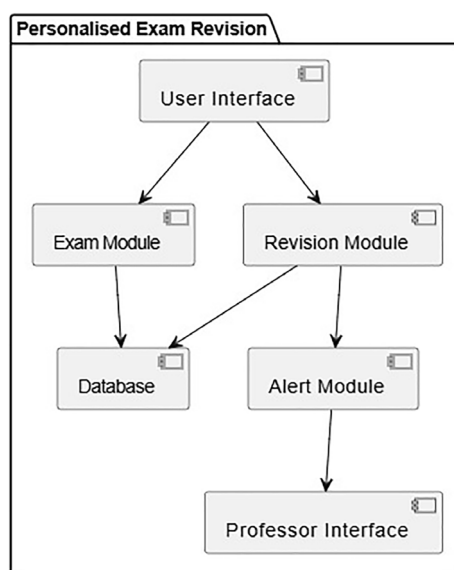 Personalised Exam Revision
User Interface
Exam Module
Revision Module
Database
Alert Module
Professor Interface